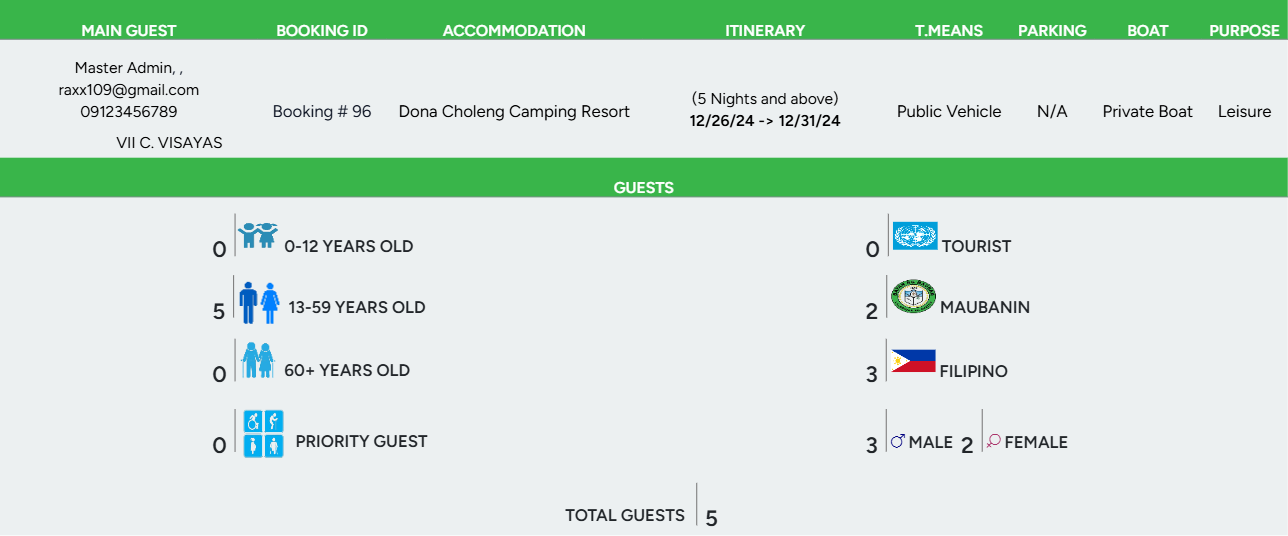 MAIN GUEST BOOKING ID ACCOMMODATION ITINERARY T.MEANS PARKING BOAT PURPOSE
Master Admin, ,
raxx109@gmail.com
09123456789
VII C. VISAYAS
Booking # 96
Dona Choleng Camping Resort
(5 Nights and above)
12/26/24 -> 12/31/24
Public Vehicle
N/A
Private Boat
Leisure
GUESTS
0 0-12 YEARS OLD
5 13-59 YEARS OLD
0 60+ YEARS OLD
0 PRIORITY GUEST
0 TOURIST
2 MAUBANIN
3 FILIPINO
3 MALE 2 FEMALE
TOTAL GUESTS 5